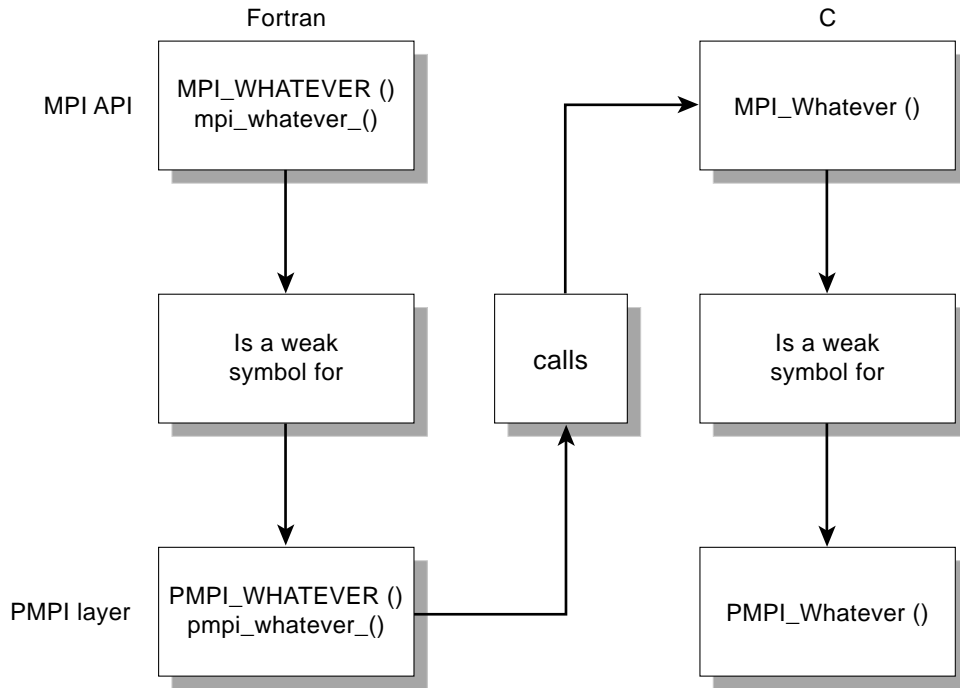 Fortran
C
MPI API
MPI_WHATEVER ()
mpi_whatever_()
MPI_Whatever ()
Is a weak
symbol for
calls
Is a weak
symbol for
PMPI layer
PMPI_WHATEVER ()
pmpi_whatever_()
PMPI_Whatever ()